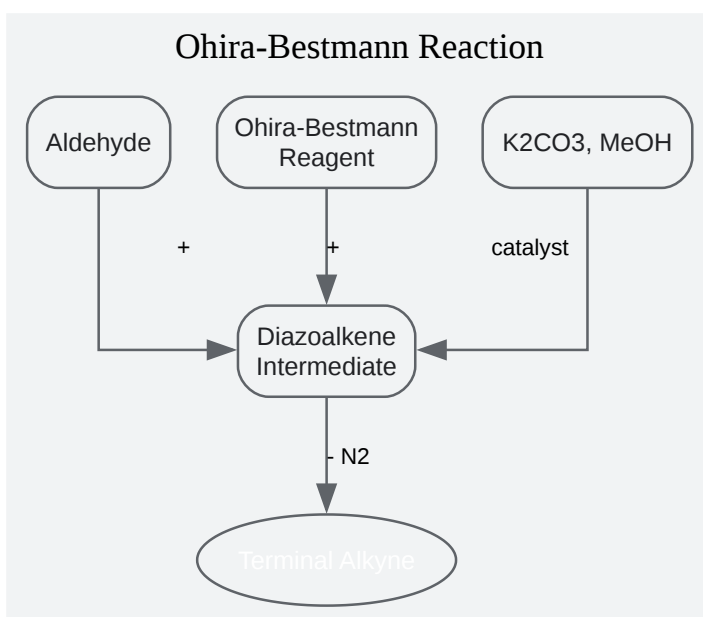 Ohira-Bestmann Reaction
Aldehyde
Ohira-Bestmann
Reagent
K2CO3, MeOH
+
+
catalyst
Diazoalkene
Intermediate
- N2
Terminal Alkyne